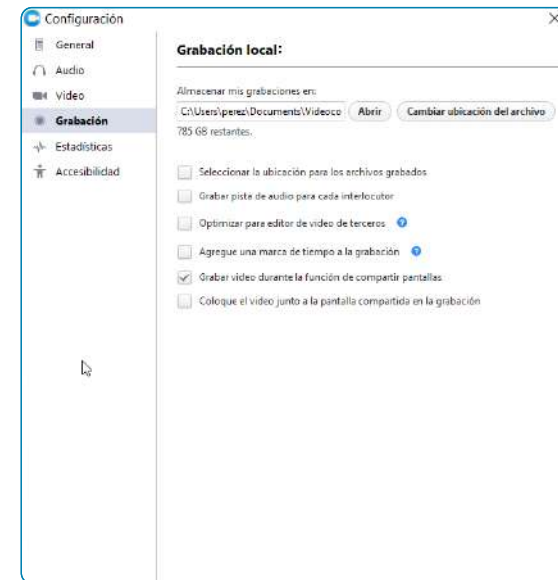 Configuración
General
Audio
Video
Grabación
Estadísticas
Accesibilidad
Grabación local:
Almacenar mis grabaciones en:
C:\Users\perez\Documents\Videoco Abrir Cambiar ubicación del archivo
785 GB restantes.
Seleccionar la ubicación para los archivos grabados
Grabar pista de audio para cada interlocutor
Optimizar para editor de video de terceros
Agregue una marca de tiempo a la grabación
Grabar video durante la función de compartir pantallas
Coloque el video junto a la pantalla compartida en la grabación